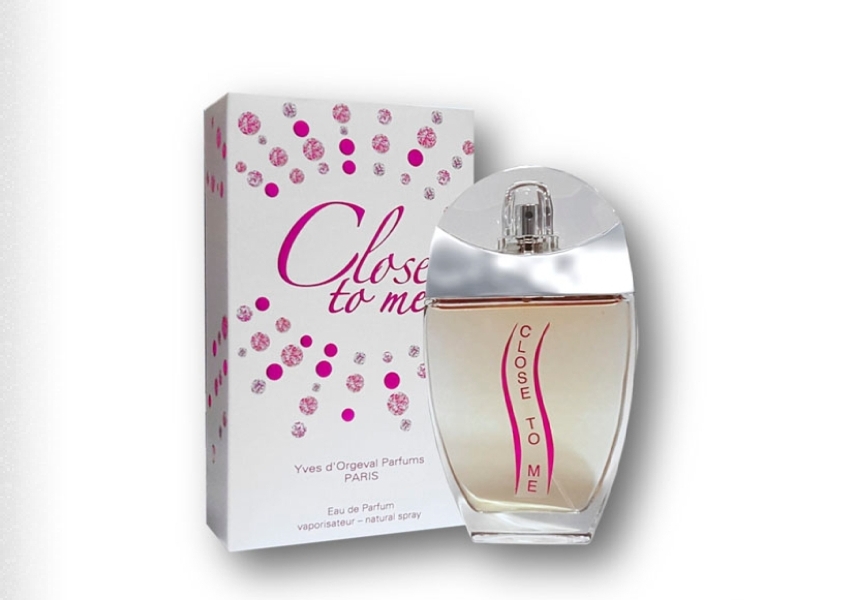 Close
to me
Yves d'Orgeval Parfums
PARIS
Eau de Parfum
vaporisateur – natural spray
CLOSE TO ME